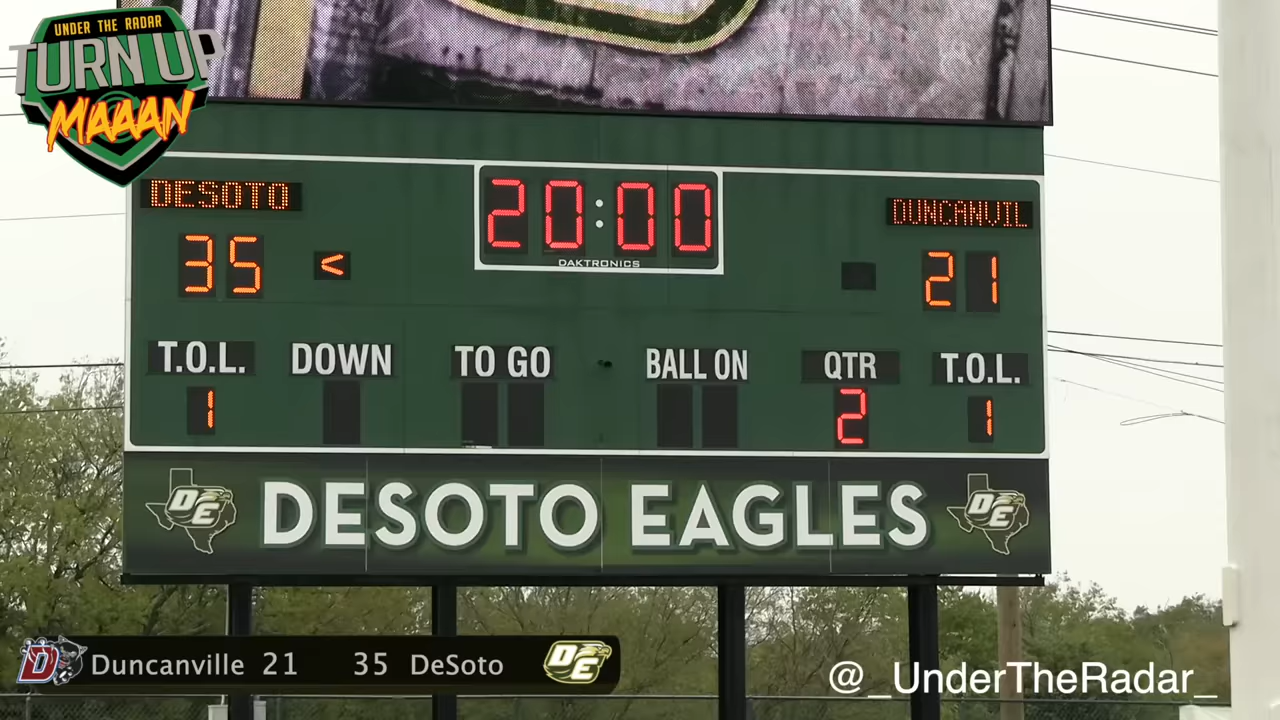 UNDER THE RADAR
TURN UP
MAAAN
DESOTO
20:00
DUNCANVIL
DAKTRONICS
35 <
21
T.O.L. DOWN TO GO BALL ON QTR T.O.L.
1 2 1
DE DESOTO EAGLES DE
D Duncanville 21 35 DeSoto DE
@_UnderTheRadar_